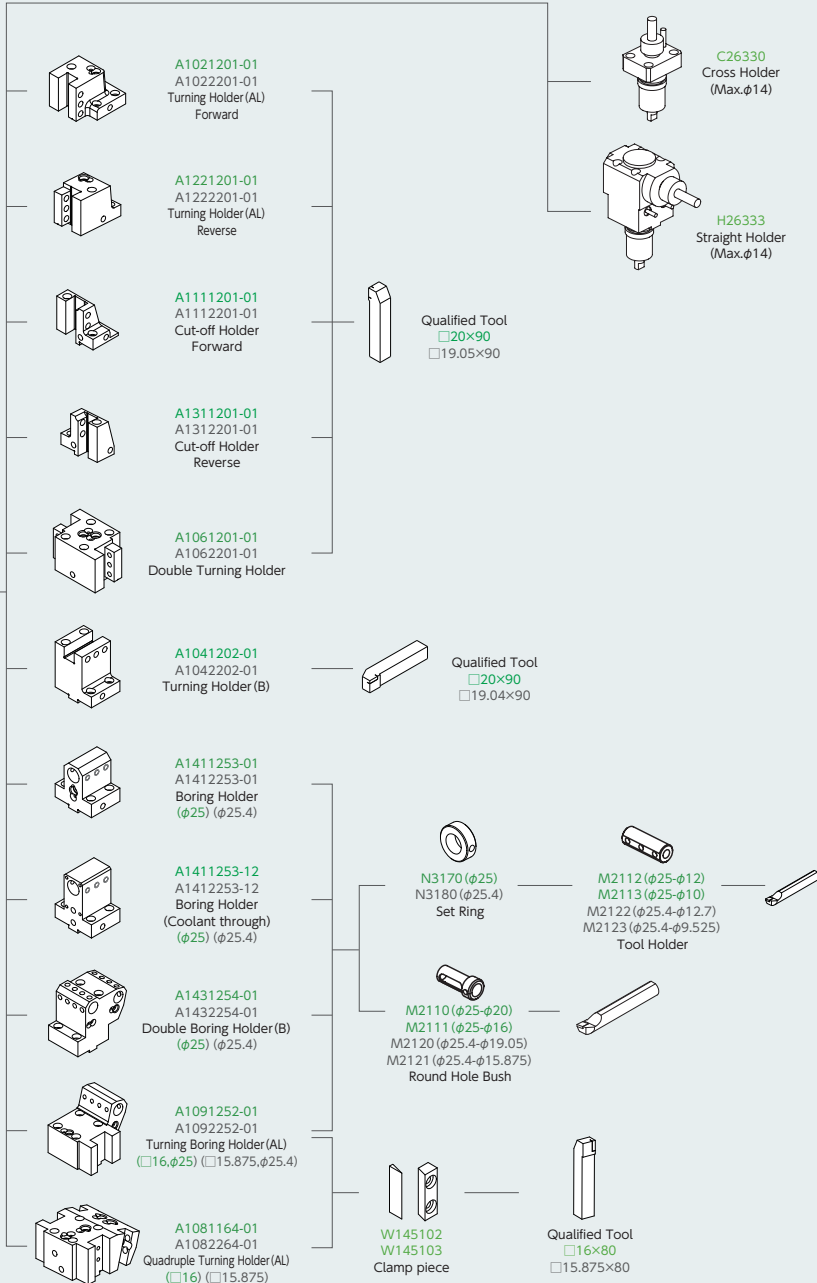 A1021201-01
A1022201-01
Turning Holder(AL)
Forward
A1221201-01
A1222201-01
Turning Holder(AL)
Reverse
A1111201-01
A1112201-01
Cut-off Holder
Forward
A1311201-01
A1312201-01
Cut-off Holder
Reverse
A1061201-01
A1062201-01
Double Turning Holder
Qualified Tool
□20×90
□19.05×90
C26330
Cross Holder
(Max.φ14)
H26333
Straight Holder
(Max.φ14)
A1041202-01
A1042202-01
Turning Holder(B)
Qualified Tool
□20×90
□19.04×90
A1411253-01
A1412253-01
Boring Holder
(φ25) (φ25.4)
A1411253-12
A1412253-12
Boring Holder
(Coolant through)
(φ25) (φ25.4)
A1431254-01
A1432254-01
Double Boring Holder(B)
(φ25) (φ25.4)
A1091252-01
A1092252-01
Turning Boring Holder(AL)
(□16,φ25) (□15.875,φ25.4)
N3170(φ25)
N3180(φ25.4)
Set Ring
M2112(φ25-φ12)
M2113(φ25-φ10)
M2122(φ25.4-φ12.7)
M2123(φ25.4-φ9.525)
Tool Holder
M2110(φ25-φ20)
M2111(φ25-φ16)
M2120(φ25.4-φ19.05)
M2121(φ25.4-φ15.875)
Round Hole Bush
A1081164-01
A1082264-01
Quadruple Turning Holder(AL)
(□16) (□15.875)
W145102
W145103
Clamp piece
Qualified Tool
□16×80
□15.875×80